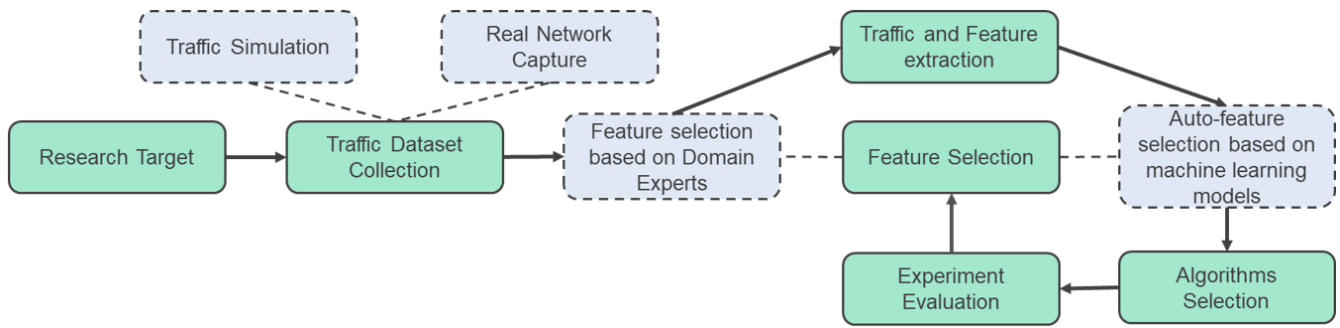 Traffic Simulation
Real Network
Capture
Traffic and Feature
extraction
Research Target
Traffic Dataset
Collection
Feature selection
based on Domain
Experts
Feature Selection
Auto-feature
selection based on
machine learning
models
Experiment
Evaluation
Algorithms
Selection